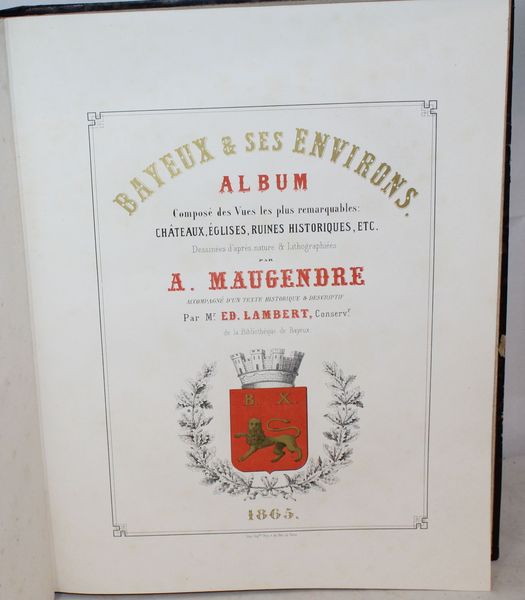 BAYEUX & SES ENVIRONS.
ALBUM
Composé des Vues les plus remarquables:
CHÂTEAUX, ÉGLISES, RUINES HISTORIQUES, ETC.
Dessinées d'après nature & Lithographiées
PAR
A. MAUGENDRE
ACCOMPAGNÉ D'UN TEXTE HISTORIQUE & DESCRIPTIF
Par Mr ED. LAMBERT, Conservr
de la Bibliothèque de Bayeux.
B. X.
1865.